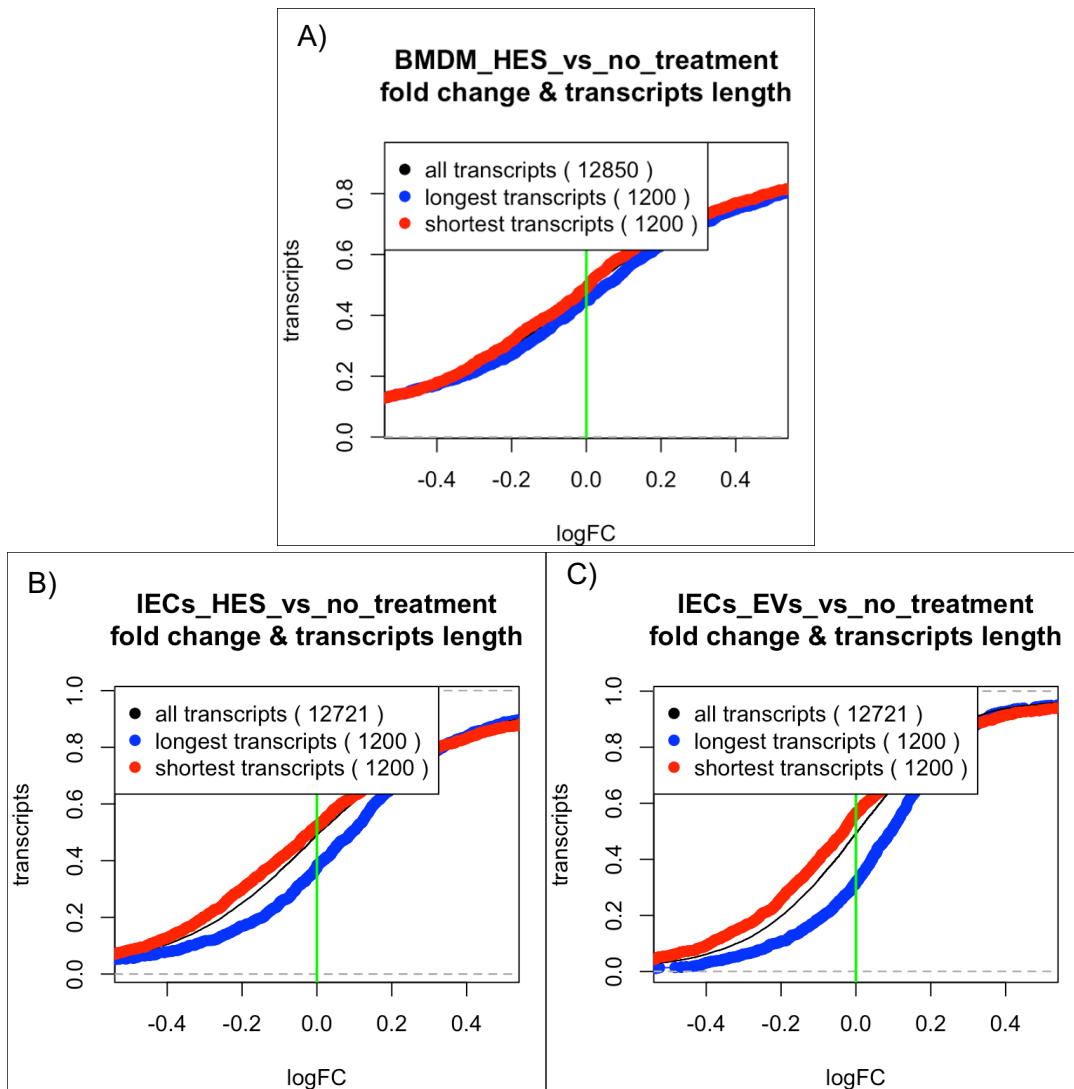 A)
BMDM_HES_vs_no_treatment
fold change & transcripts length
all transcripts ( 12850 )
longest transcripts ( 1200 )
shortest transcripts ( 1200 )
transcripts
0.8
0.6
0.4
0.2
0.0
-0.4 -0.2 0.0 0.2 0.4
logFC
B)
IECs_HES_vs_no_treatment
fold change & transcripts length
all transcripts ( 12721 )
longest transcripts ( 1200 )
shortest transcripts ( 1200 )
transcripts
1.0
0.8
0.6
0.4
0.2
0.0
-0.4 -0.2 0.0 0.2 0.4
logFC
C)
IECs_EVs_vs_no_treatment
fold change & transcripts length
all transcripts ( 12721 )
longest transcripts ( 1200 )
shortest transcripts ( 1200 )
transcripts
1.0
0.8
0.6
0.4
0.2
0.0
-0.4 -0.2 0.0 0.2 0.4
logFC